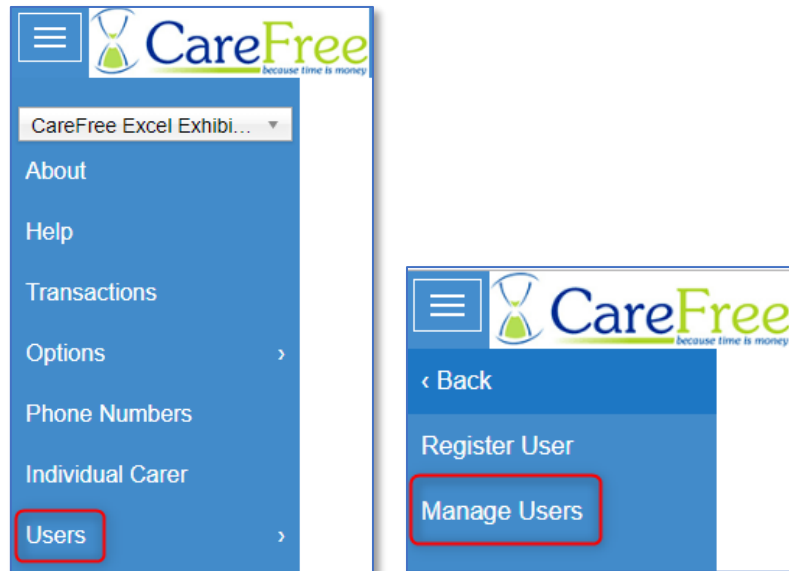 CareFree
because time is money
CareFree Excel Exhibi...
About
Help
Transactions
Options ›
Phone Numbers
Individual Carer
Users ›
CareFree
because time is money
‹ Back
Register User
Manage Users